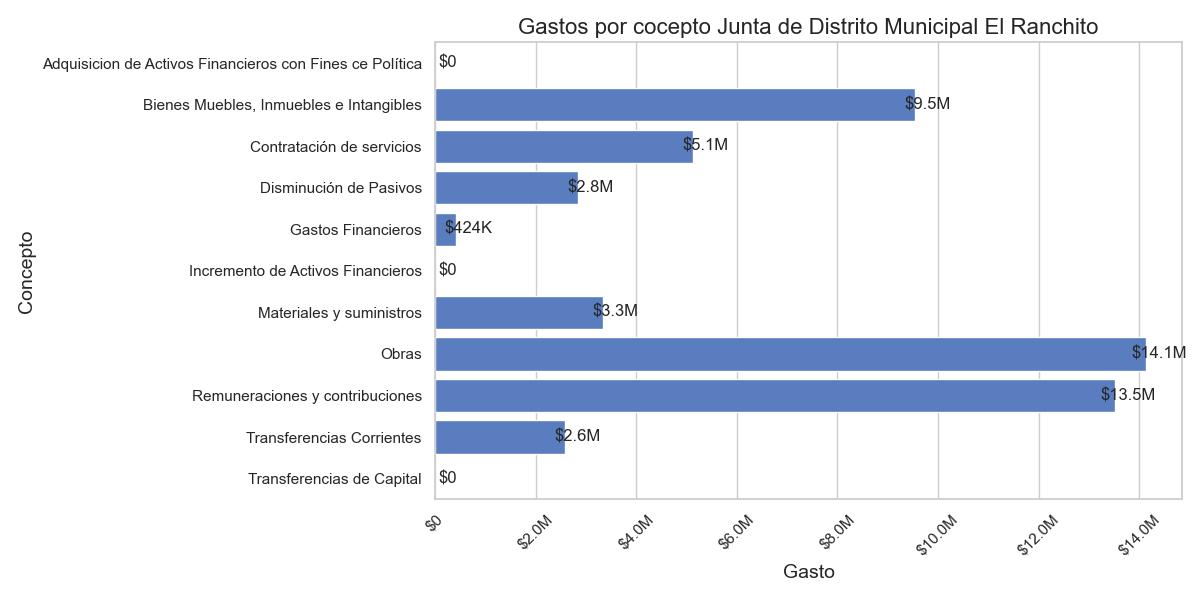 Gastos por cocepto Junta de Distrito Municipal El Ranchito
Concepto
Adquisicion de Activos Financieros con Fines ce Política $0
Bienes Muebles, Inmuebles e Intangibles $9.5M
Contratación de servicios $5.1M
Disminución de Pasivos $2.8M
Gastos Financieros $424K
Incremento de Activos Financieros $0
Materiales y suministros $3.3M
Obras $14.1M
Remuneraciones y contribuciones $13.5M
Transferencias Corrientes $2.6M
Transferencias de Capital $0
$0 $2.0M $4.0M $6.0M $8.0M $10.0M $12.0M $14.0M
Gasto